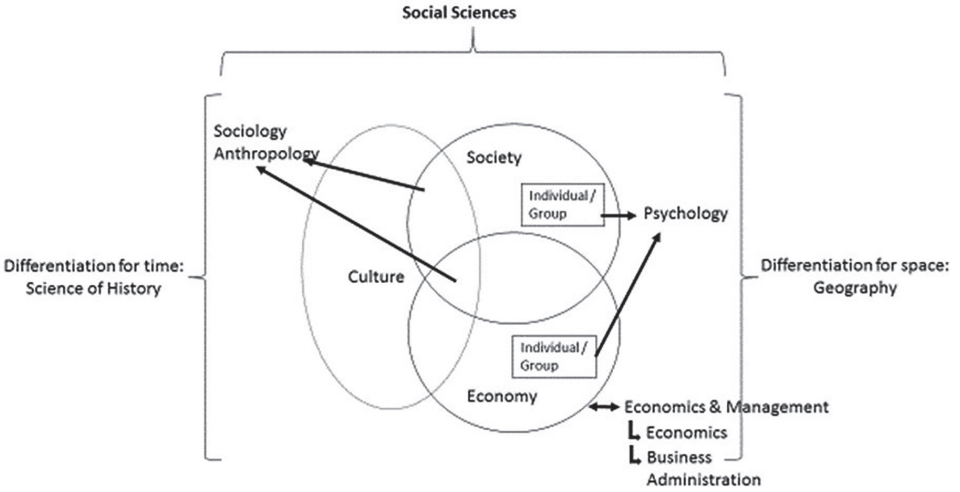 Social Sciences
Sociology
Anthropology
Society
Individual /
Group
Psychology
Differentiation for time:
Science of History
Culture
Differentiation for space:
Geography
Individual /
Group
Economy
Economics & Management
Economics
Business
Administration